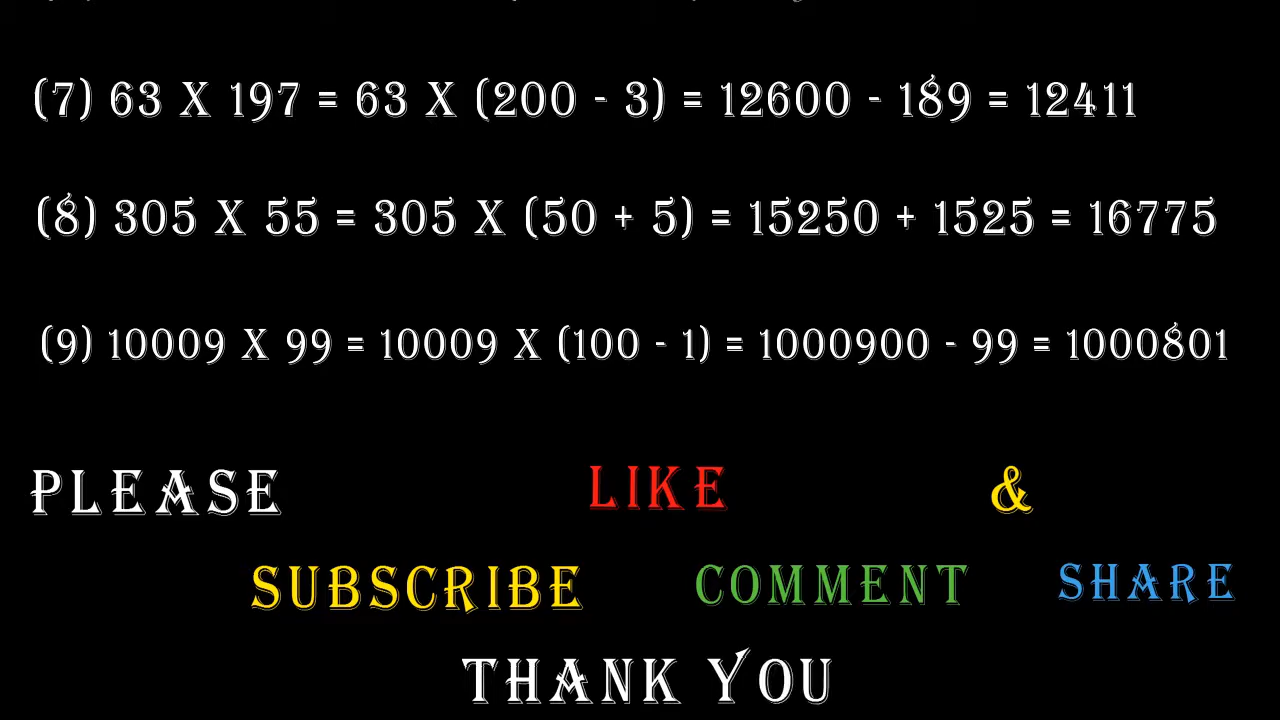 (7) 63 X 197 = 63 X (200 - 3) = 12600 - 189 = 12411
(8) 305 X 55 = 305 X (50 + 5) = 15250 + 1525 = 16775
(9) 10009 X 99 = 10009 X (100 - 1) = 1000900 - 99 = 1000801
PLEASE LIKE &
SUBSCRIBE COMMENT SHARE
THANK YOU